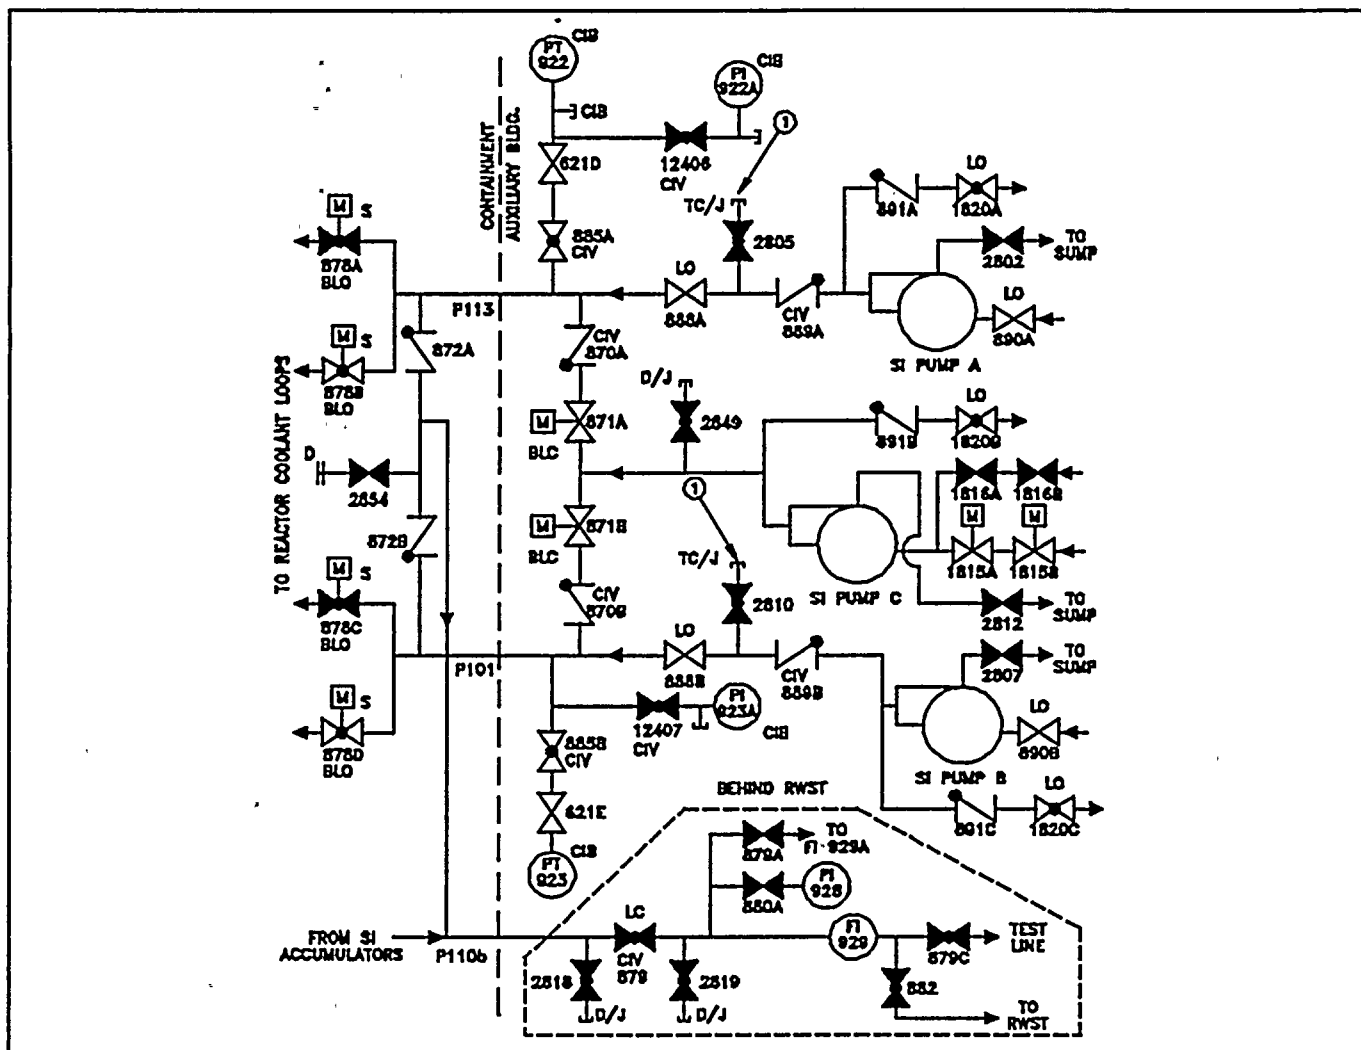 CIB
PT
922
CIB
PI
922A
CIB
1
621D
12406
CIV
TC/J
2805
885A
CIV
CONTAINMENT
AUXILIARY BLDG.
891A
LO
1820A
2802
TO
SUMP
M
S
878A
BLO
P113
LO
888A
CIV
889A
LO
890A
SI PUMP A
M
S
878B
BLO
872A
CIV
870A
D/J
2849
M
871A
BLC
891B
LO
1820B
TO REACTOR COOLANT LOOPS
D
2854
1
1816A
1816B
M
871B
BLC
872B
M
M
1815A
1815B
SI PUMP C
TC/J
2810
CIV
870B
M
S
878C
BLO
2812
TO
SUMP
P101
LO
888B
CIV
889B
2807
TO
SUMP
M
S
878D
BLO
PI
923A
CIB
12407
CIV
885B
CIV
LO
890B
SI PUMP B
621E
BEHIND RWST
891C
LO
1820C
PT
923
CIB
879A
TO
FI-929A
880A
PI
928
FROM SI
ACCUMULATORS
P110b
LC
CIV
879
FI
929
879C
TEST
LINE
2818
D/J
2819
D/J
882
TO
RWST